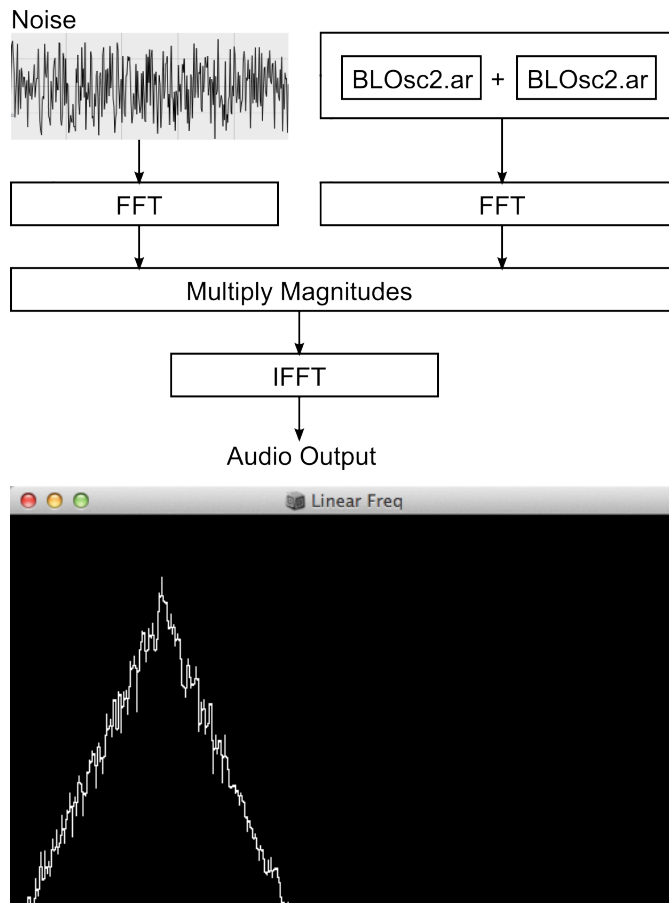 Noise
BLOsc2.ar + BLOsc2.ar
FFT
FFT
Multiply Magnitudes
IFFT
Audio Output
Linear Freq